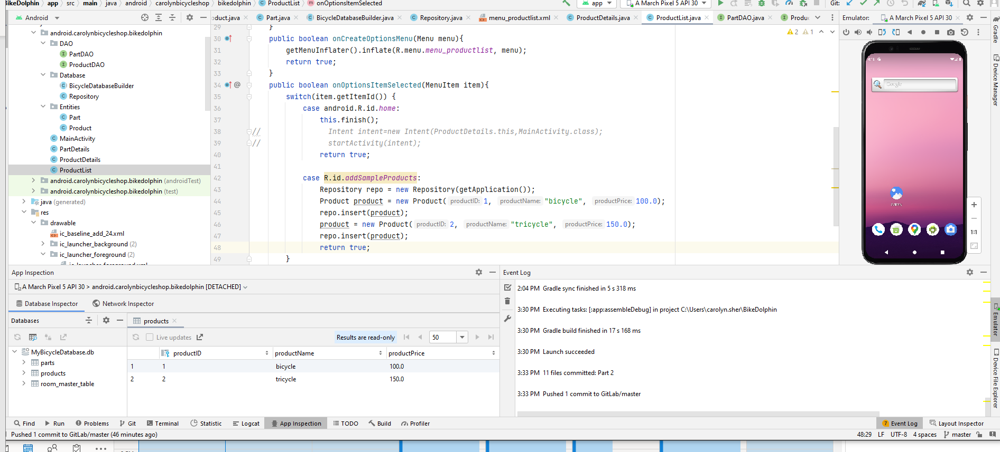 BikeDolphin app src main java android carolynbicycleshop bikedolphin ProductList onOptionsItemSelected
app A March Pixel 5 API 30 Git:
Android
oduct.java Part.java BicycleDatabaseBuilder.java Repository.java menu_productlist.xml ProductDetails.java ProductList.java PartDAO.java Produc
Emulator: A March Pixel 5 API 30
android.carolynbicycleshop.bikedolphin
DAO
PartDAO
ProductDAO
Database
BicycleDatabaseBuilder
Repository
Entities
Part
Product
MainActivity
PartDetails
ProductDetails
ProductList
android.carolynbicycleshop.bikedolphin (androidTest)
android.carolynbicycleshop.bikedolphin (test)
java (generated)
res
drawable
ic_baseline_add_24.xml
ic_launcher_background (2)
ic_launcher_foreground (2)
ic_launcher_foreground.xml
2 1
29 }
30 public boolean onCreateOptionsMenu(Menu menu){
31 getMenuInflater().inflate(R.menu.menu_productlist, menu);
32 return true;
33 }
34 @ public boolean onOptionsItemSelected(MenuItem item){
35 switch(item.getItemId()) {
36 case android.R.id.home:
37 this.finish();
38 // Intent intent=new Intent(ProductDetails.this,MainActivity.class);
39 // startActivity(intent);
40 return true;
41
42 case R.id.addSampleProducts:
43 Repository repo = new Repository(getApplication());
44 Product product = new Product( productID: 1, productName: "bicycle", productPrice: 100.0);
45 repo.insert(product);
46 product = new Product( productID: 2, productName: "tricycle", productPrice: 150.0);
47 repo.insert(product);
48 return true;
49 }
Google
Gallery
1:1
Gradle
Device Manager
Emulator
Device File Explorer
App Inspection
A March Pixel 5 API 30 > android.carolynbicycleshop.bikedolphin [DETACHED]
Database Inspector Network Inspector
Databases
products
Live updates Results are read-only 50
MyBicycleDatabase.db
parts
products
room_master_table
productID productName productPrice
1 1 bicycle 100.0
2 2 tricycle 150.0
Event Log
2:04 PM Gradle sync finished in 5 s 318 ms
3:30 PM Executing tasks: [:app:assembleDebug] in project C:\Users\carolyn.sher\BikeDolphin
3:30 PM Gradle build finished in 17 s 168 ms
3:30 PM Launch succeeded
3:33 PM 11 files committed: Part 2
3:33 PM Pushed 1 commit to GitLab/master
Find Run Problems Git Terminal Statistic Logcat App Inspection TODO Build Profiler 7 Event Log Layout Inspector
Pushed 1 commit to GitLab/master (46 minutes ago) 48:29 LF UTF-8 4 spaces master